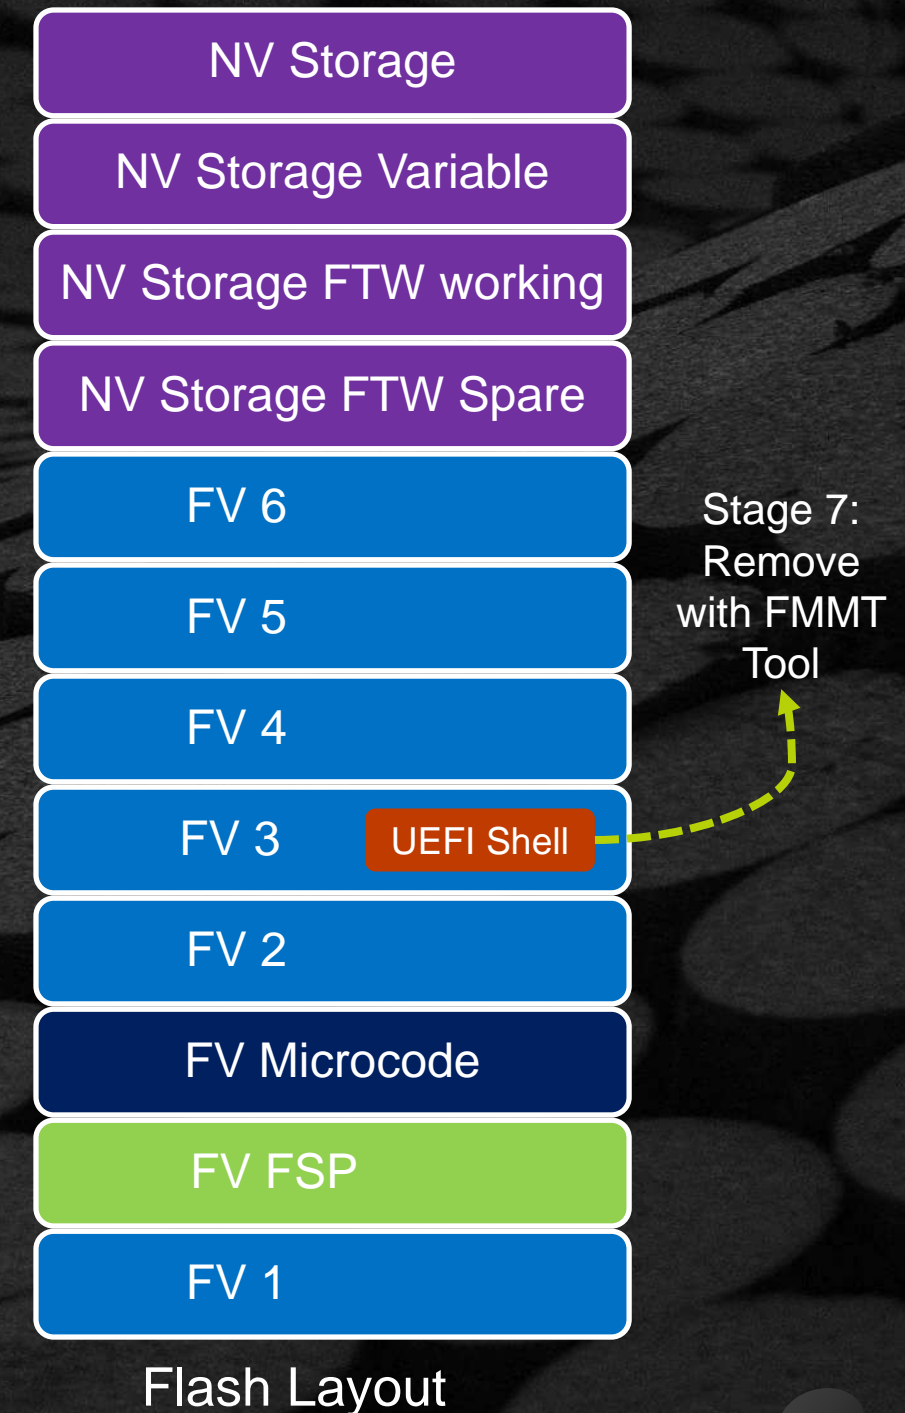 NV Storage
NV Storage Variable
NV Storage FTW working
NV Storage FTW Spare
FV 6
FV 5
FV 4
FV 3
UEFI Shell
Stage 7:
Remove
with FMMT
Tool
FV 2
FV Microcode
FV FSP
FV 1
Flash Layout